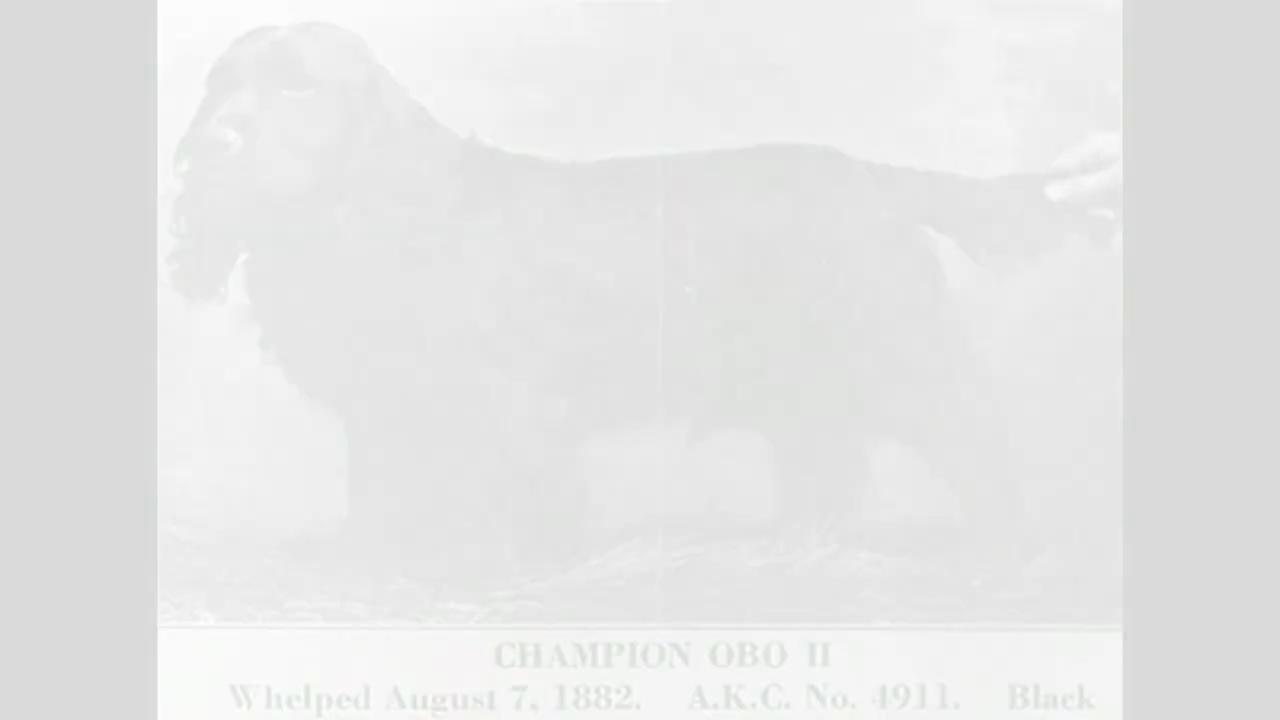 CHAMPION OBO II
Whelped August 7, 1882. A.K.C. No. 4911. Black